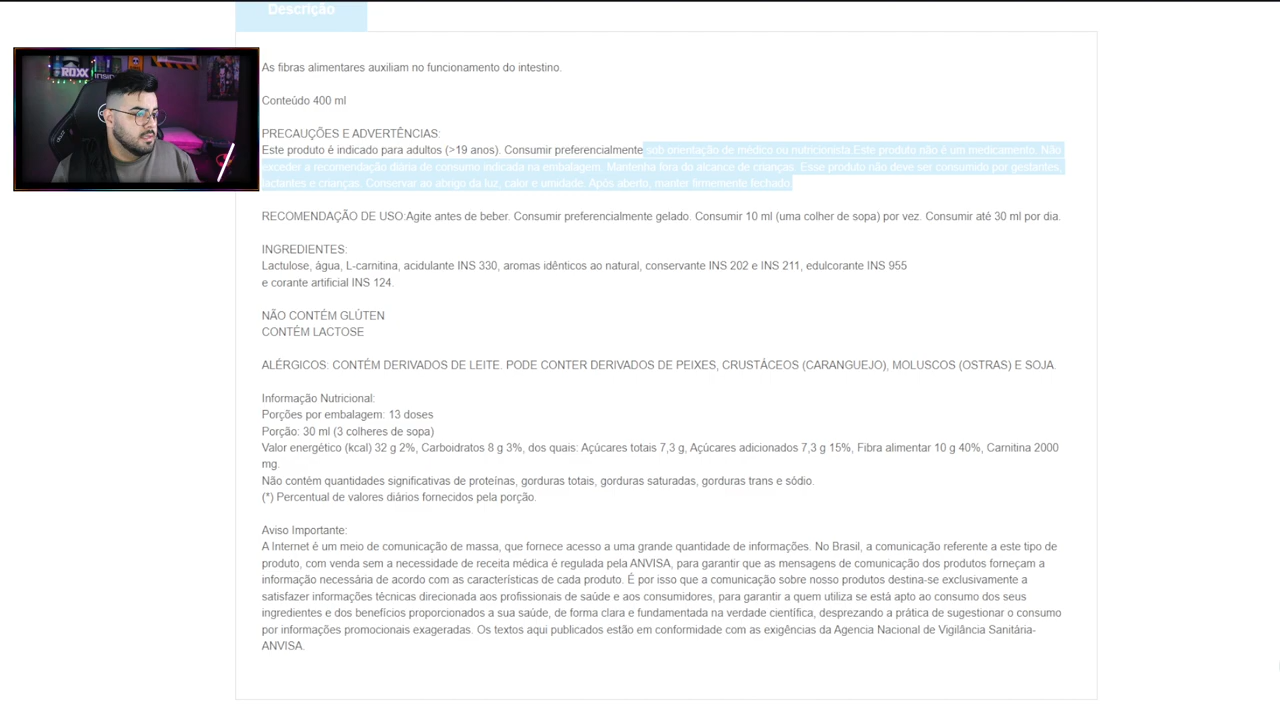 Descrição
ROXX
As fibras alimentares auxiliam no funcionamento do intestino.
Conteúdo 400 ml
PRECAUÇÕES E ADVERTÊNCIAS:
Este produto é indicado para adultos (>19 anos). Consumir preferencialmente sob orientação de médico ou nutricionista.Este produto não é um medicamento. Não
exceder a recomendação diária de consumo indicada na embalagem. Mantenha fora do alcance de crianças. Esse produto não deve ser consumido por gestantes,
lactantes e crianças. Conservar ao abrigo da luz, calor e umidade. Após aberto, manter firmemente fechado.
RECOMENDAÇÃO DE USO:Agite antes de beber. Consumir preferencialmente gelado. Consumir 10 ml (uma colher de sopa) por vez. Consumir até 30 ml por dia.
INGREDIENTES:
Lactulose, água, L-carnitina, acidulante INS 330, aromas idênticos ao natural, conservante INS 202 e INS 211, edulcorante INS 955
e corante artificial INS 124.
NÃO CONTÉM GLÚTEN
CONTÉM LACTOSE
ALÉRGICOS: CONTÉM DERIVADOS DE LEITE. PODE CONTER DERIVADOS DE PEIXES, CRUSTÁCEOS (CARANGUEJO), MOLUSCOS (OSTRAS) E SOJA.
Informação Nutricional:
Porções por embalagem: 13 doses
Porção: 30 ml (3 colheres de sopa)
Valor energético (kcal) 32 g 2%, Carboidratos 8 g 3%, dos quais: Açúcares totais 7,3 g, Açúcares adicionados 7,3 g 15%, Fibra alimentar 10 g 40%, Carnitina 2000
mg.
Não contém quantidades significativas de proteínas, gorduras totais, gorduras saturadas, gorduras trans e sódio.
(*) Percentual de valores diários fornecidos pela porção.
Aviso Importante:
A Internet é um meio de comunicação de massa, que fornece acesso a uma grande quantidade de informações. No Brasil, a comunicação referente a este tipo de
produto, com venda sem a necessidade de receita médica é regulada pela ANVISA, para garantir que as mensagens de comunicação dos produtos forneçam a
informação necessária de acordo com as características de cada produto. É por isso que a comunicação sobre nosso produtos destina-se exclusivamente a
satisfazer informações técnicas direcionada aos profissionais de saúde e aos consumidores, para garantir a quem utiliza se está apto ao consumo dos seus
ingredientes e dos benefícios proporcionados a sua saúde, de forma clara e fundamentada na verdade científica, desprezando a prática de sugestionar o consumo
por informações promocionais exageradas. Os textos aqui publicados estão em conformidade com as exigências da Agencia Nacional de Vigilância Sanitária-
ANVISA.